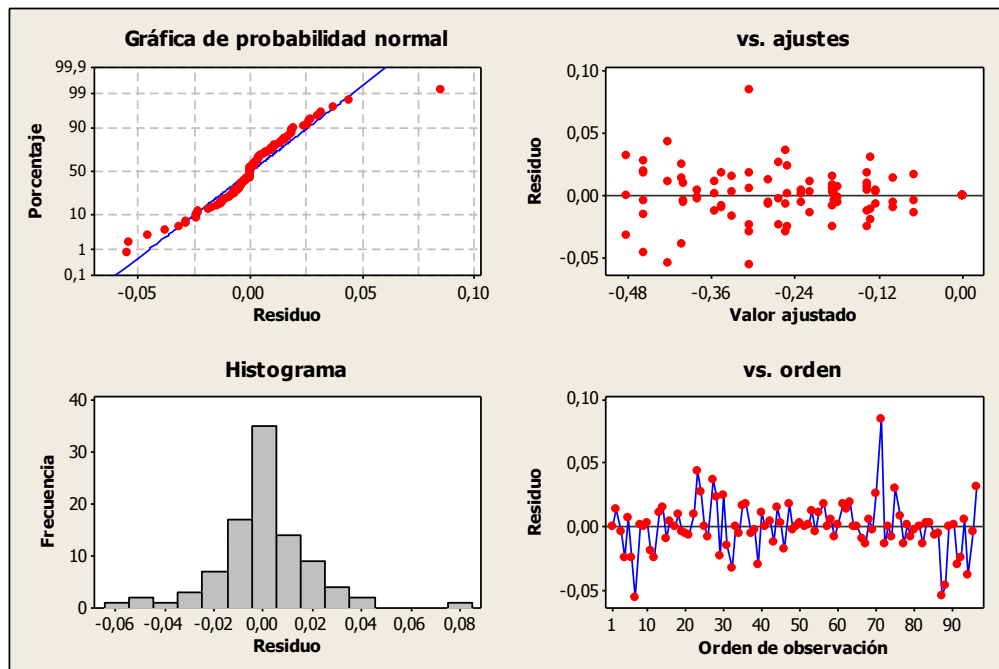 Gráfica de probabilidad normal
99,9
99
90
50
10
1
0,1
Porcentaje
-0,05 0,00 0,05 0,10
Residuo
vs. ajustes
0,10
0,05
0,00
-0,05
Residuo
-0,48 -0,36 -0,24 -0,12 0,00
Valor ajustado
Histograma
40
30
20
10
0
Frecuencia
-0,06 -0,04 -0,02 0,00 0,02 0,04 0,06 0,08
Residuo
vs. orden
0,10
0,05
0,00
-0,05
Residuo
1 10 20 30 40 50 60 70 80 90
Orden de observación